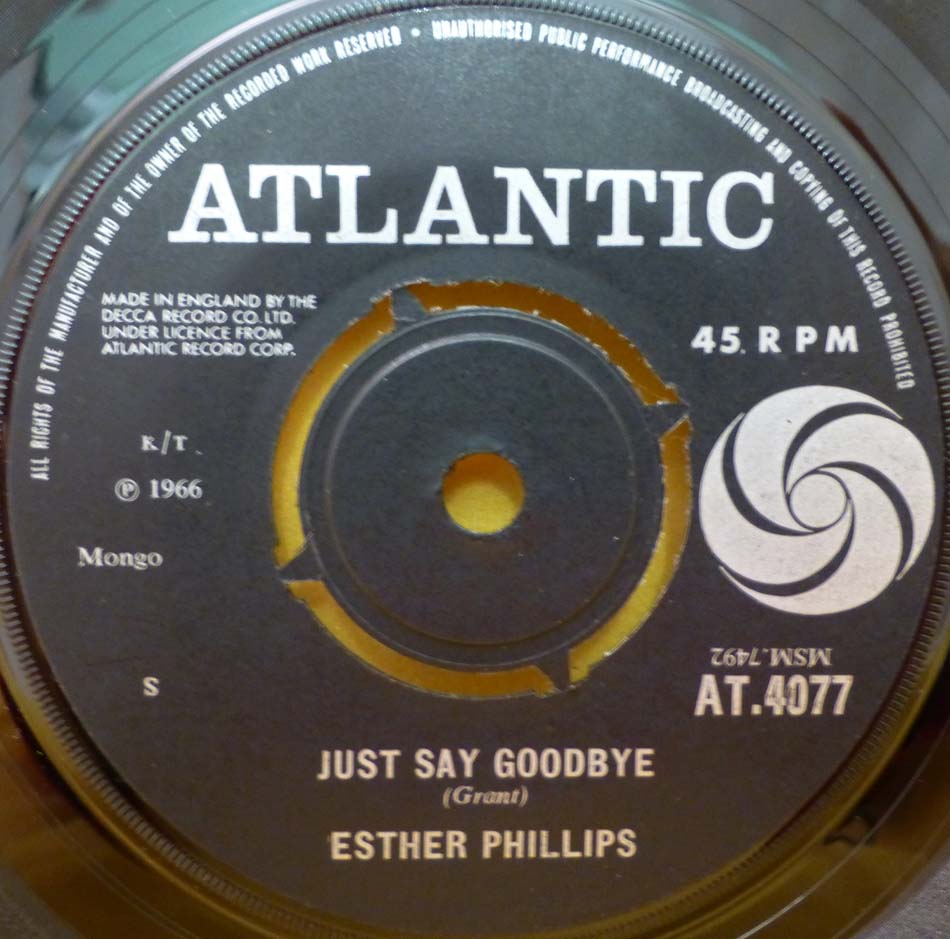 ALL RIGHTS OF THE MANUFACTURER AND OF THE OWNER OF THE RECORDED WORK RESERVED • UNAUTHORISED PUBLIC PERFORMANCE BROADCASTING AND COPYING OF THIS RECORD PROHIBITED
ATLANTIC
MADE IN ENGLAND BY THE
DECCA RECORD CO. LTD.
UNDER LICENCE FROM
ATLANTIC RECORD CORP.
45. R P M
K/T
℗ 1966
Mongo
S
MSM.7492
AT.4077
JUST SAY GOODBYE
(Grant)
ESTHER PHILLIPS